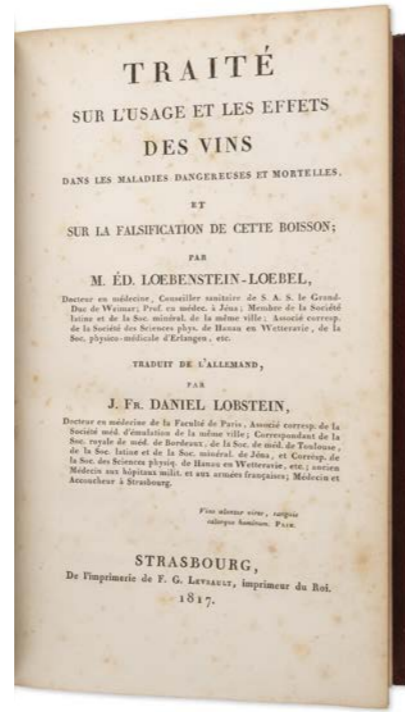 TRAITÉ
SUR L'USAGE ET LES EFFETS
DES VINS
DANS LES MALADIES DANGEREUSES ET MORTELLES,
ET
SUR LA FALSIFICATION DE CETTE BOISSON;
PAR
M. ÉD. LOEBENSTEIN-LOEBEL,
Docteur en médecine, Conseiller sanitaire de S. A. S. le Grand-
Duc de Weimar; Prof. en médec. à Jéna; Membre de la Société
latine et de la Soc. minéral. de la même ville; Associé corresp.
de la Société des Sciences phys. de Hanau en Wetteravie, de la
Soc. physico-médicale d'Erlangen, etc.
TRADUIT DE L'ALLEMAND,
PAR
J. FR. DANIEL LOBSTEIN,
Docteur en médecine de la Faculté de Paris, Associé corresp. de la
Société méd. d'émulation de la même ville; Correspondant de la
Soc. royale de méd. de Bordeaux, de la Soc. de méd. de Toulouse,
de la Soc. latine et de la Soc. minéral. de Jéna, et Corresp. de
la Soc. des Sciences physiq. de Hanau en Wetteravie, etc.; ancien
Médecin aux hôpitaux milit. et aux armées françaises; Médecin et
Accoucheur à Strasbourg.
Vino aluntur vires, sanguis
calorque hominum. PLIN.
STRASBOURG,
De l'imprimerie de F. G. LEVRAULT, imprimeur du Roi.
1817.